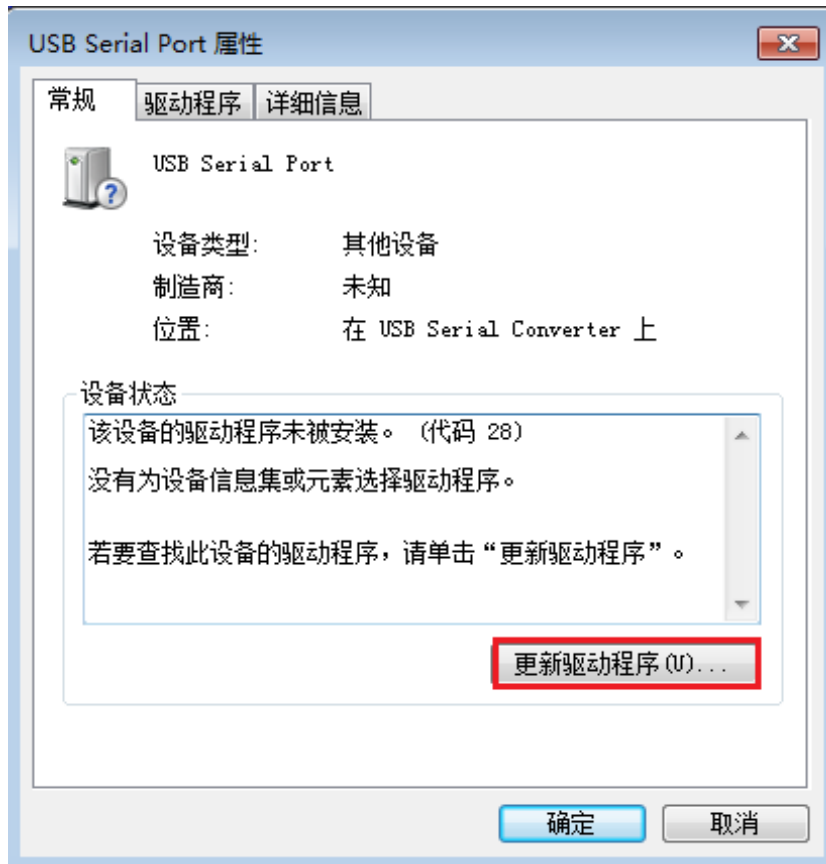 USB Serial Port 属性
常规
驱动程序
详细信息
USB Serial Port
设备类型: 其他设备
制造商: 未知
位置: 在 USB Serial Converter 上
设备状态
该设备的驱动程序未被安装。 (代码 28)
没有为设备信息集或元素选择驱动程序。
若要查找此设备的驱动程序，请单击“更新驱动程序”。
更新驱动程序(U)...
确定
取消